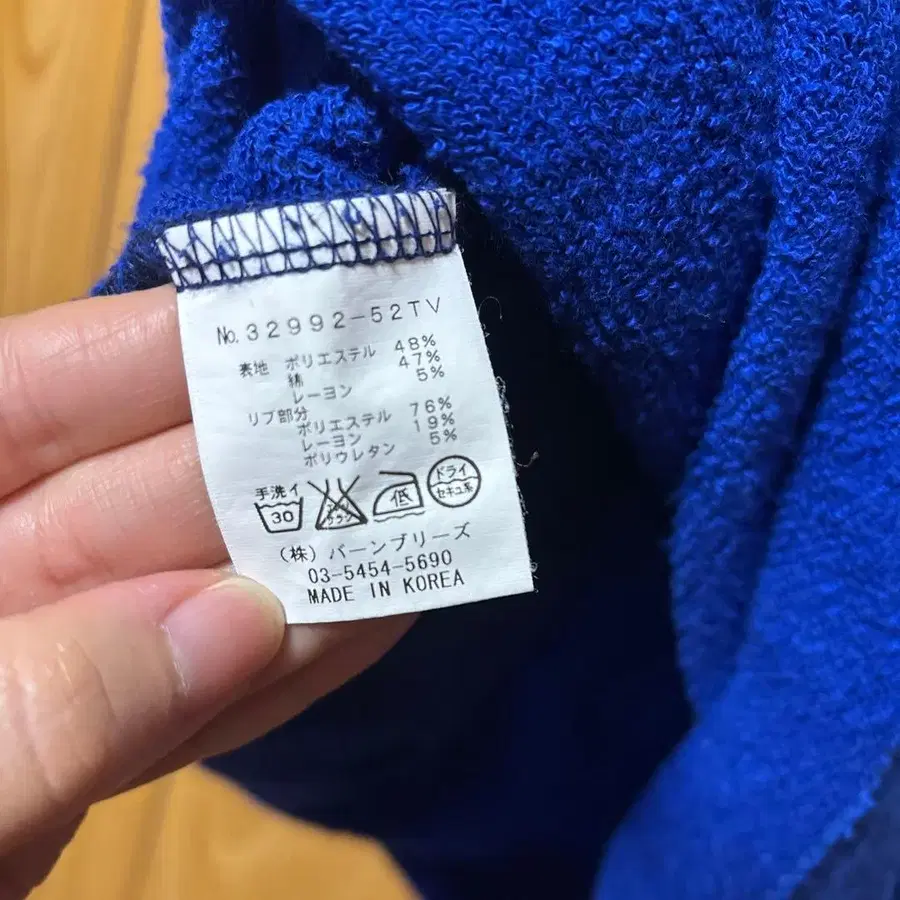 No.32992-52TV
表地 ポリエステル 48%
綿 47%
レーヨン 5%
リブ部分
ポリエステル 76%
レーヨン 19%
ポリウレタン 5%
手洗イ
30
低
ドライ
セキユ系
(株) バーンブリーズ
03-5454-5690
MADE IN KOREA